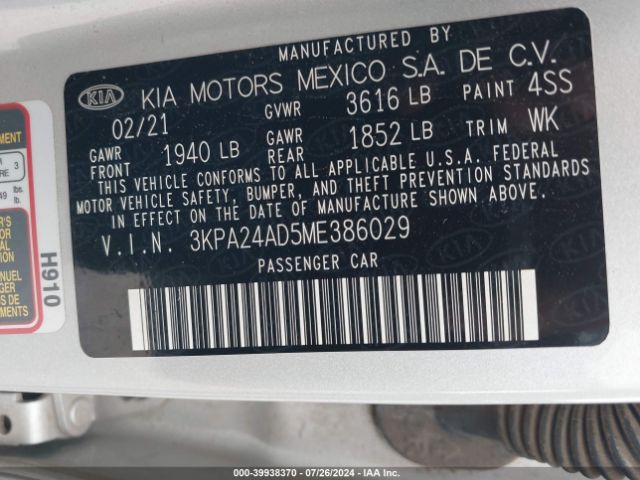 MANUFACTURED BY
KIA KIA MOTORS MEXICO S.A. DE C.V.
02/21 GVWR 3616 LB PAINT 4SS
GAWR FRONT 1940 LB GAWR REAR 1852 LB TRIM WK
THIS VEHICLE CONFORMS TO ALL APPLICABLE U.S.A. FEDERAL
MOTOR VEHICLE SAFETY, BUMPER, AND THEFT PREVENTION STANDARDS
IN EFFECT ON THE DATE OF MANUFACTURE SHOWN ABOVE.
V.I.N. 3KPA24AD5ME386029
PASSENGER CAR
H910
000-39938370 - 07/26/2024 - IAA Inc.